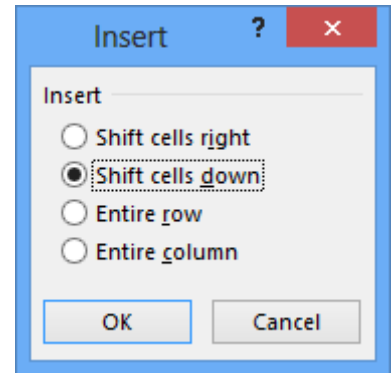 Insert ? ×
Insert
Shift cells right
Shift cells down
Entire row
Entire column
OK Cancel